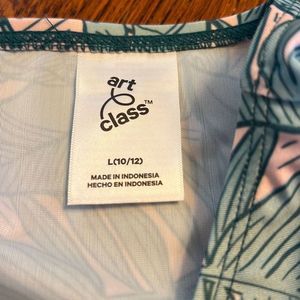 art
class™
L(10/12)
MADE IN INDONESIA
HECHO EN INDONESIA